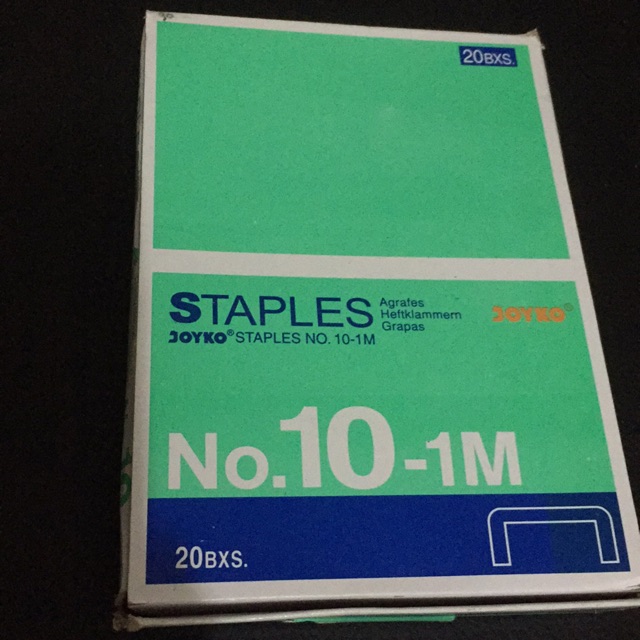 20BXS.
STAPLES
Agrafes
Heftklammern
Grapas
JOYKO®
JOYKO® STAPLES NO. 10-1M
No.10-1M
20BXS.